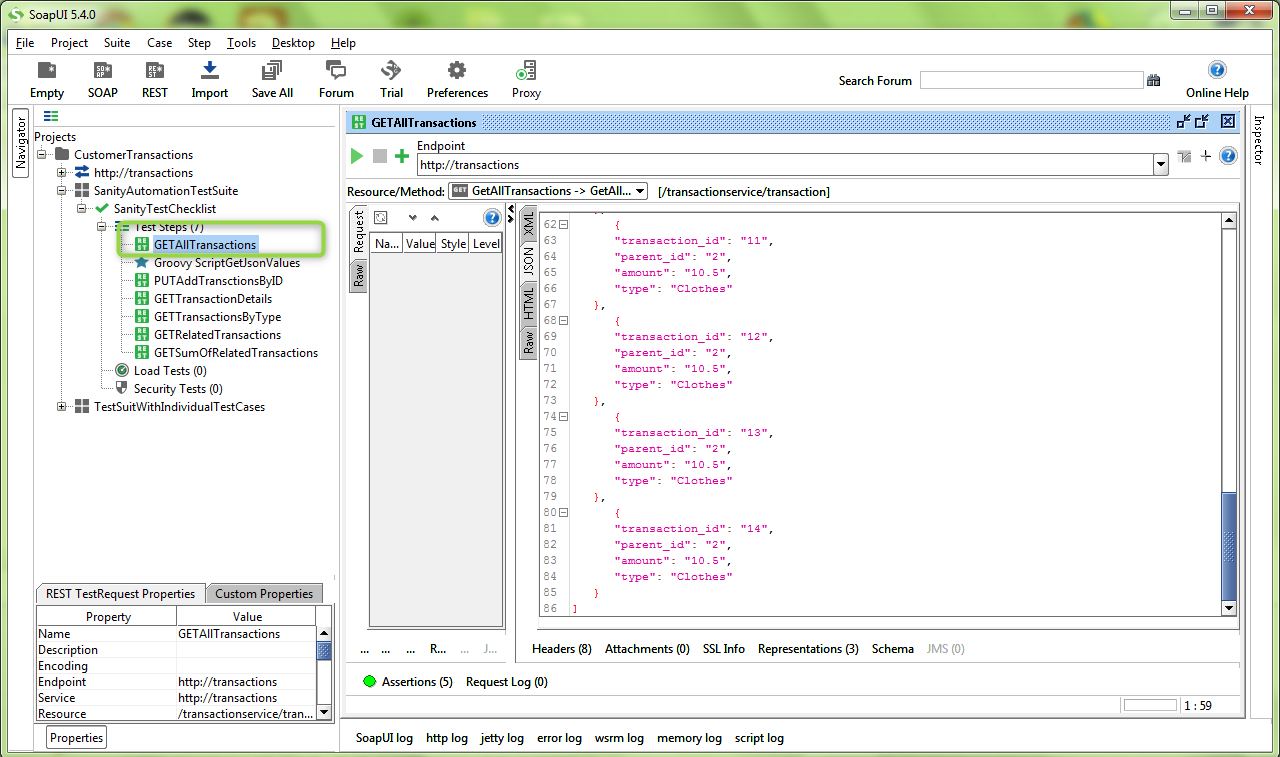 SoapUI 5.4.0
File Project Suite Case Step Tools Desktop Help
Empty SOAP REST Import Save All Forum Trial Preferences Proxy Search Forum Online Help
Navigator
Projects
CustomerTransactions
http://transactions
SanityAutomationTestSuite
SanityTestChecklist
Test Steps (7)
GETAllTransactions
Groovy ScriptGetJsonValues
PUTAddTransctionsByID
GETTransactionDetails
GETTransactionsByType
GETRelatedTransactions
GETSumOfRelatedTransactions
Load Tests (0)
Security Tests (0)
TestSuitWithIndividualTestCases
REST TestRequest Properties Custom Properties
Property Value
Name GETAllTransactions
Description
Encoding
Endpoint http://transactions
Service http://transactions
Resource /transactionservice/tran...
Properties
GETAllTransactions
Endpoint
http://transactions
Resource/Method: GET GetAllTransactions -> GetAll... [/transactionservice/transaction]
Request
Raw
Na... Value Style Level
XML
JSON
HTML
Raw
62 {
63 "transaction_id": "11",
64 "parent_id": "2",
65 "amount": "10.5",
66 "type": "Clothes"
67 },
68 {
69 "transaction_id": "12",
70 "parent_id": "2",
71 "amount": "10.5",
72 "type": "Clothes"
73 },
74 {
75 "transaction_id": "13",
76 "parent_id": "2",
77 "amount": "10.5",
78 "type": "Clothes"
79 },
80 {
81 "transaction_id": "14",
82 "parent_id": "2",
83 "amount": "10.5",
84 "type": "Clothes"
85 }
86 ]
... ... ... R... ... J...
Headers (8) Attachments (0) SSL Info Representations (3) Schema JMS (0)
Assertions (5) Request Log (0)
1 : 59
SoapUI log http log jetty log error log wsrm log memory log script log
Inspector